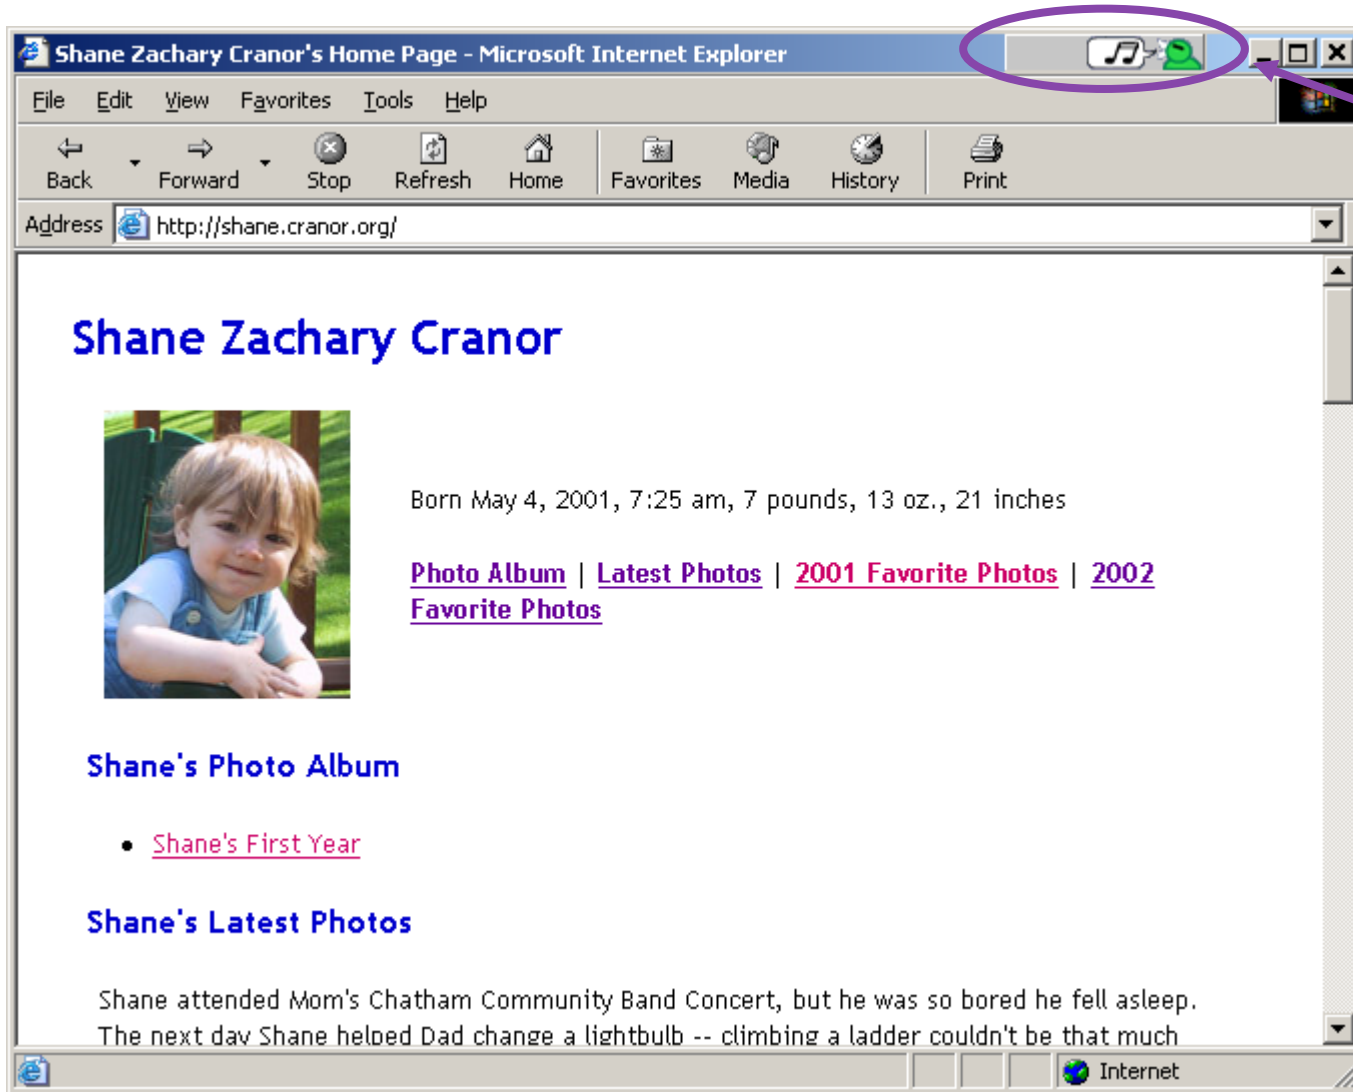 Shane Zachary Cranor's Home Page - Microsoft Internet Explorer
File Edit View Favorites Tools Help
Back Forward Stop Refresh Home Favorites Media History Print
Address http://shane.cranor.org/
Shane Zachary Cranor
Born May 4, 2001, 7:25 am, 7 pounds, 13 oz., 21 inches
Photo Album | Latest Photos | 2001 Favorite Photos | 2002
Favorite Photos
Shane's Photo Album
• Shane's First Year
Shane's Latest Photos
Shane attended Mom's Chatham Community Band Concert, but he was so bored he fell asleep.
The next day Shane helped Dad change a lightbulb -- climbing a ladder couldn't be that much
Internet